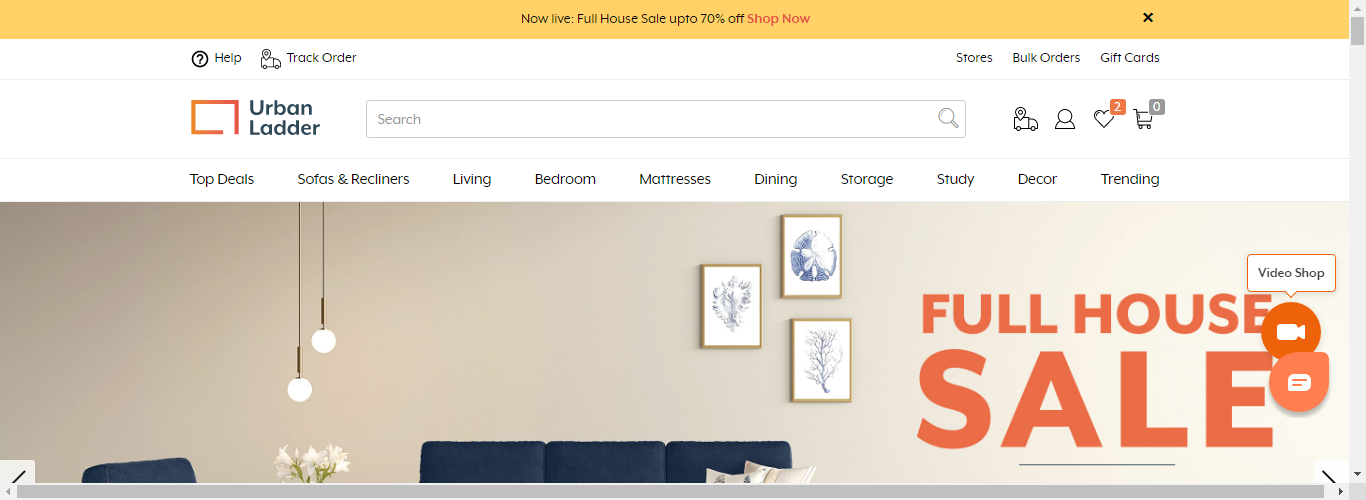 Now live: Full House Sale upto 70% off Shop Now
Help
Track Order
Stores
Bulk Orders
Gift Cards
Urban
Ladder
Search
2
0
Top Deals
Sofas & Recliners
Living
Bedroom
Mattresses
Dining
Storage
Study
Decor
Trending
Video Shop
FULL HOUSE
SALE